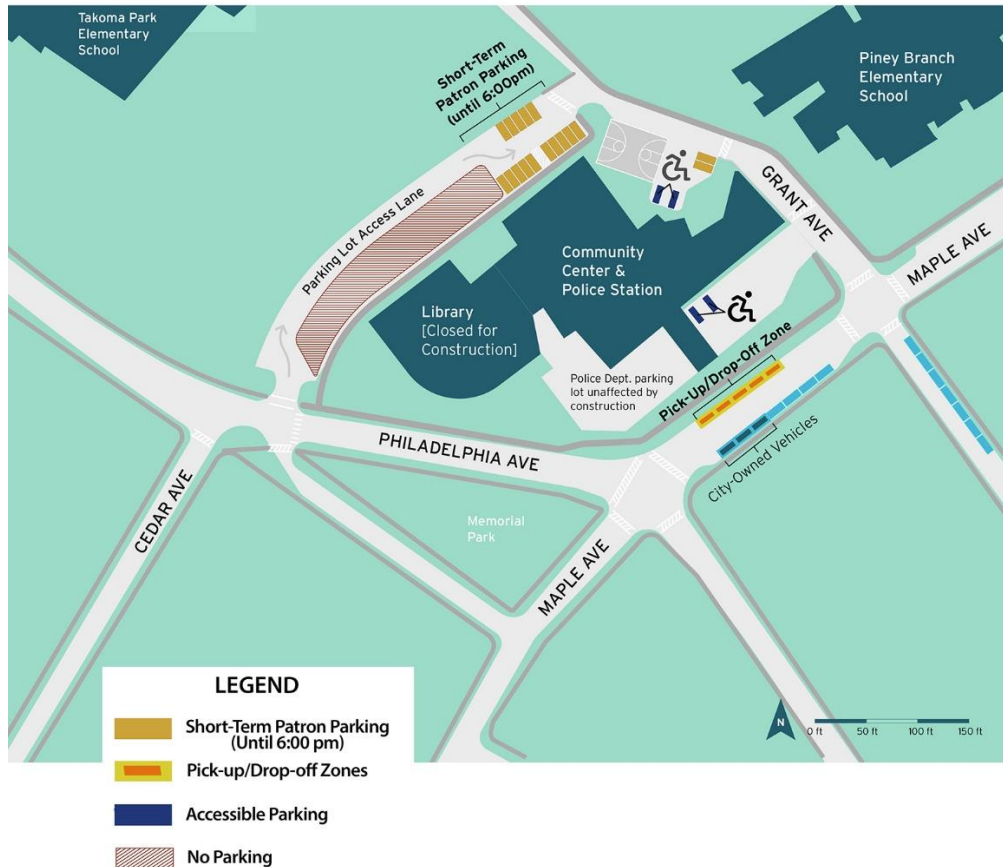 Takoma Park
Elementary
School
Short-Term
Patron Parking
(until 6:00pm)
Piney Branch
Elementary
School
Parking Lot Access Lane
GRANT AVE
MAPLE AVE
Community
Center &
Police Station
Library
[Closed for
Construction]
Police Dept. parking
lot unaffected by
construction
Pick-Up/Drop-Off Zone
City-Owned Vehicles
PHILADELPHIA AVE
CEDAR AVE
Memorial
Park
MAPLE AVE
N
0 ft 50 ft 100 ft 150 ft
LEGEND
Short-Term Patron Parking
(Until 6:00 pm)
Pick-up/Drop-off Zones
Accessible Parking
No Parking